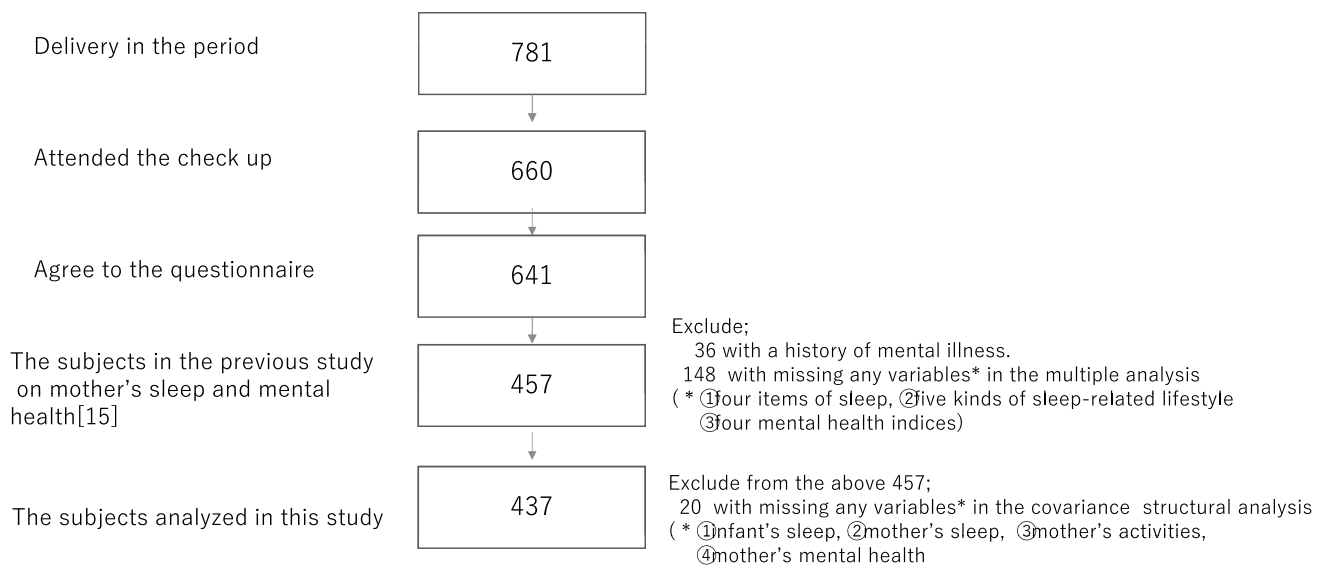 Delivery in the period
781
Attended the check up
660
Agree to the questionnaire
641
The subjects in the previous study
on mother's sleep and mental
health[15]
457
Exclude;
36 with a history of mental illness.
148 with missing any variables* in the multiple analysis
( * ①four items of sleep, ②five kinds of sleep-related lifestyle
③four mental health indices)
The subjects analyzed in this study
437
Exclude from the above 457;
20 with missing any variables* in the covariance structural analysis
( * ①infant's sleep, ②mother's sleep, ③mother's activities,
④mother's mental health